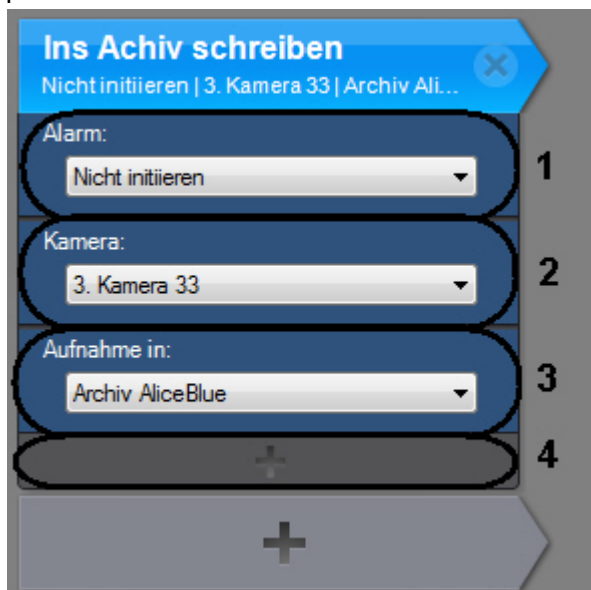 Ins Achiv schreiben
Nicht initiieren | 3. Kamera 33 | Archiv Ali...
Alarm:
Nicht initiieren
1
Kamera:
3. Kamera 33
2
Aufnahme in:
Archiv AliceBlue
3
4